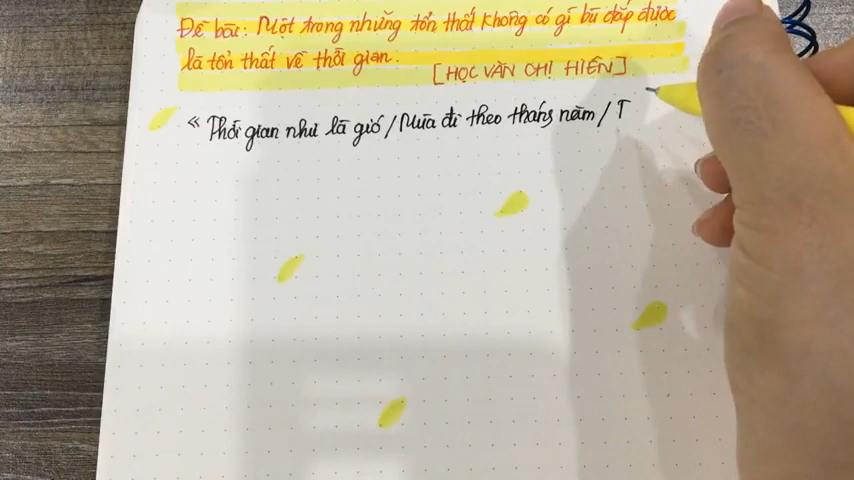 Đề bài: Một trong những tổn thất không có gì bù đắp được
là tổn thất về thời gian.
[HỌC VĂN CHỊ HIÊN]
“ Thời gian như là gió / Mùa đi theo tháng năm / T